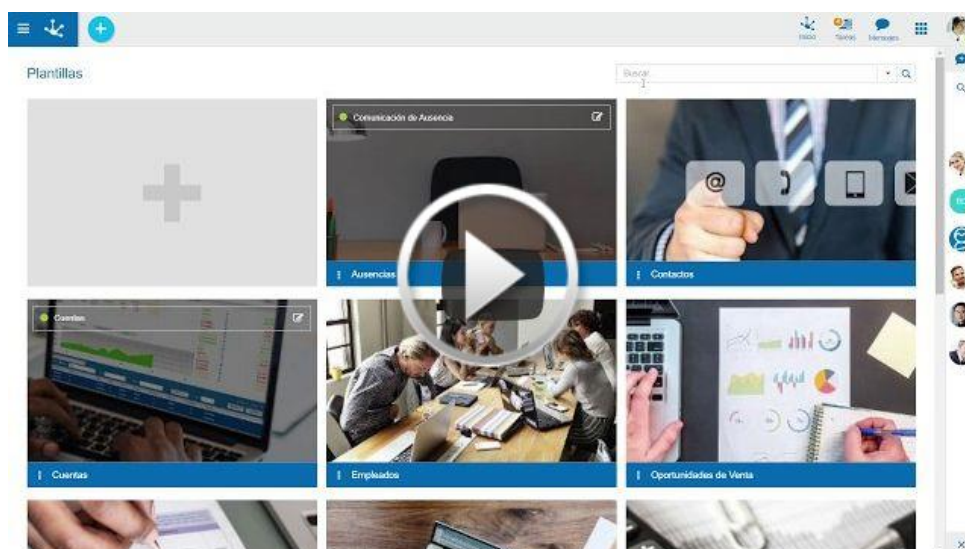 Inicio
Tareas
Mensajes
Plantillas
Buscar
Comunicación de Ausencia
Ausencias
Contactos
Cuentas
Cuentas
Empleados
Oportunidades de Venta